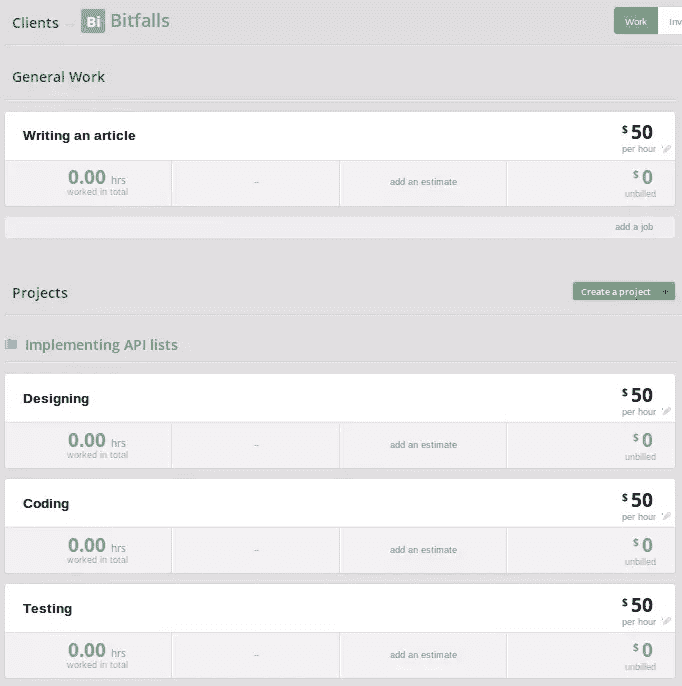 Clients Bi Bitfalls Work Inv
General Work
Writing an article $ 50
per hour
0.00 hrs -- add an estimate $ 0
worked in total unbilled
add a job
Projects Create a project +
Implementing API lists
Designing $ 50
per hour
0.00 hrs -- add an estimate $ 0
worked in total unbilled
Coding $ 50
per hour
0.00 hrs -- add an estimate $ 0
worked in total unbilled
Testing $ 50
per hour
0.00 hrs -- add an estimate $ 0
worked in total unbilled